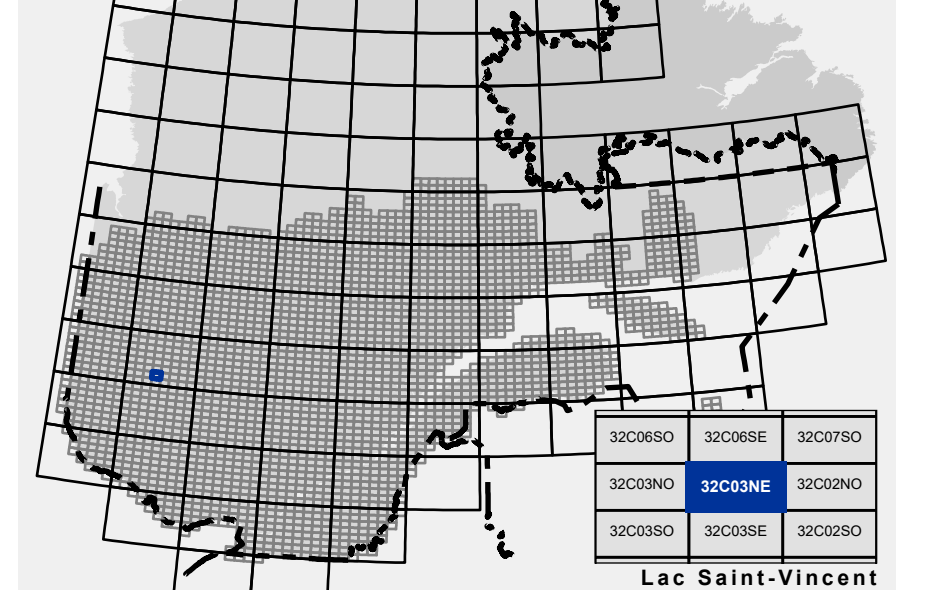 32C06SO 32C06SE 32C07SO
32C03NO 32C03NE 32C02NO
32C03SO 32C03SE 32C02SO
Lac Saint-Vincent